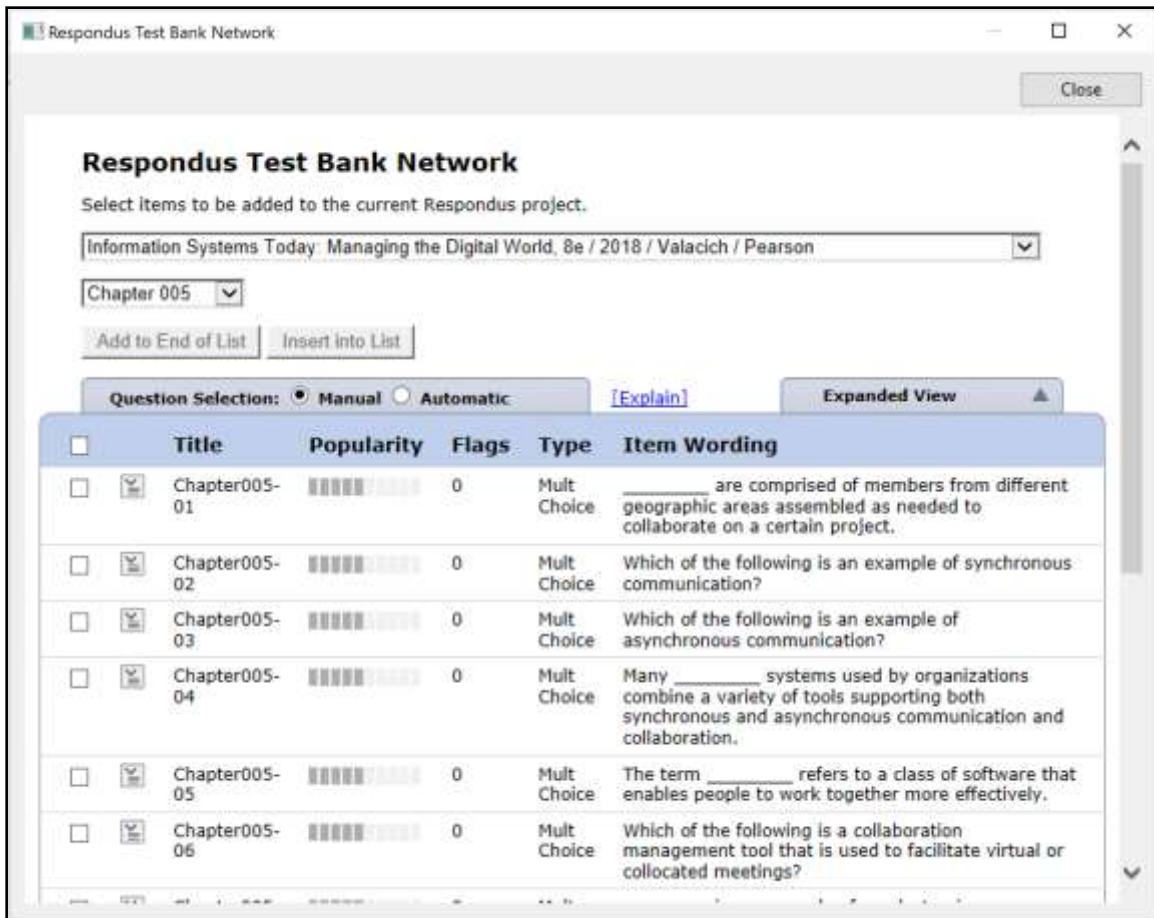 Respondus Test Bank Network
Close
Respondus Test Bank Network
Select items to be added to the current Respondus project.
Information Systems Today: Managing the Digital World, 8e / 2018 / Valacich / Pearson
Chapter 005
Add to End of List Insert into List
Question Selection: Manual Automatic [Explain] Expanded View
Title Popularity Flags Type Item Wording
Chapter005-01 0 Mult Choice ________ are comprised of members from different
geographic areas assembled as needed to
collaborate on a certain project.
Chapter005-02 0 Mult Choice Which of the following is an example of synchronous
communication?
Chapter005-03 0 Mult Choice Which of the following is an example of
asynchronous communication?
Chapter005-04 0 Mult Choice Many ________ systems used by organizations
combine a variety of tools supporting both
synchronous and asynchronous communication and
collaboration.
Chapter005-05 0 Mult Choice The term ________ refers to a class of software that
enables people to work together more effectively.
Chapter005-06 0 Mult Choice Which of the following is a collaboration
management tool that is used to facilitate virtual or
collocated meetings?